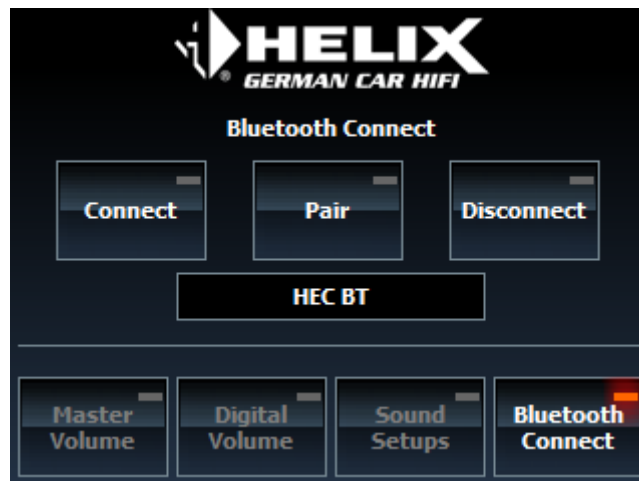 HELIX
GERMAN CAR HIFI
Bluetooth Connect
Connect Pair Disconnect
HEC BT
Master Digital Sound Bluetooth
Volume Volume Setups Connect